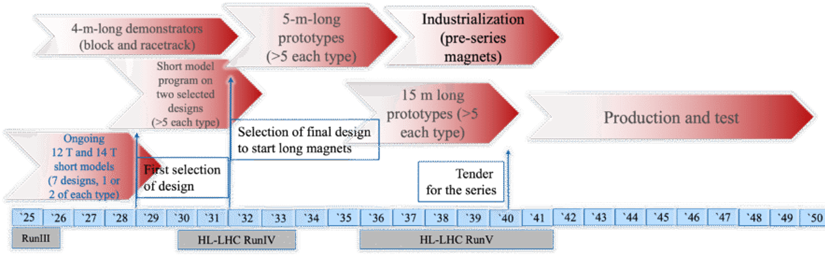 4-m-long demonstrators
(block and racetrack)
5-m-long
prototypes
(>5 each type)
Industrialization
(pre-series
magnets)
Short model
program on
two selected
designs
(>5 each type)
15 m long
prototypes (>5
each type)
Production and test
Ongoing
12 T and 14 T
short models
(7 designs, 1 or
2 of each type)
First selection
of design
Selection of final design
to start long magnets
Tender
for the series
`25 `26 `27 `28 `29 `30 `31 `32 `33 `34 `35 `36 `37 `38 `39 `40 `41 `42 `43 `44 `45 `46 `47 `48 `49 `50
RunIII HL-LHC RunIV HL-LHC RunV